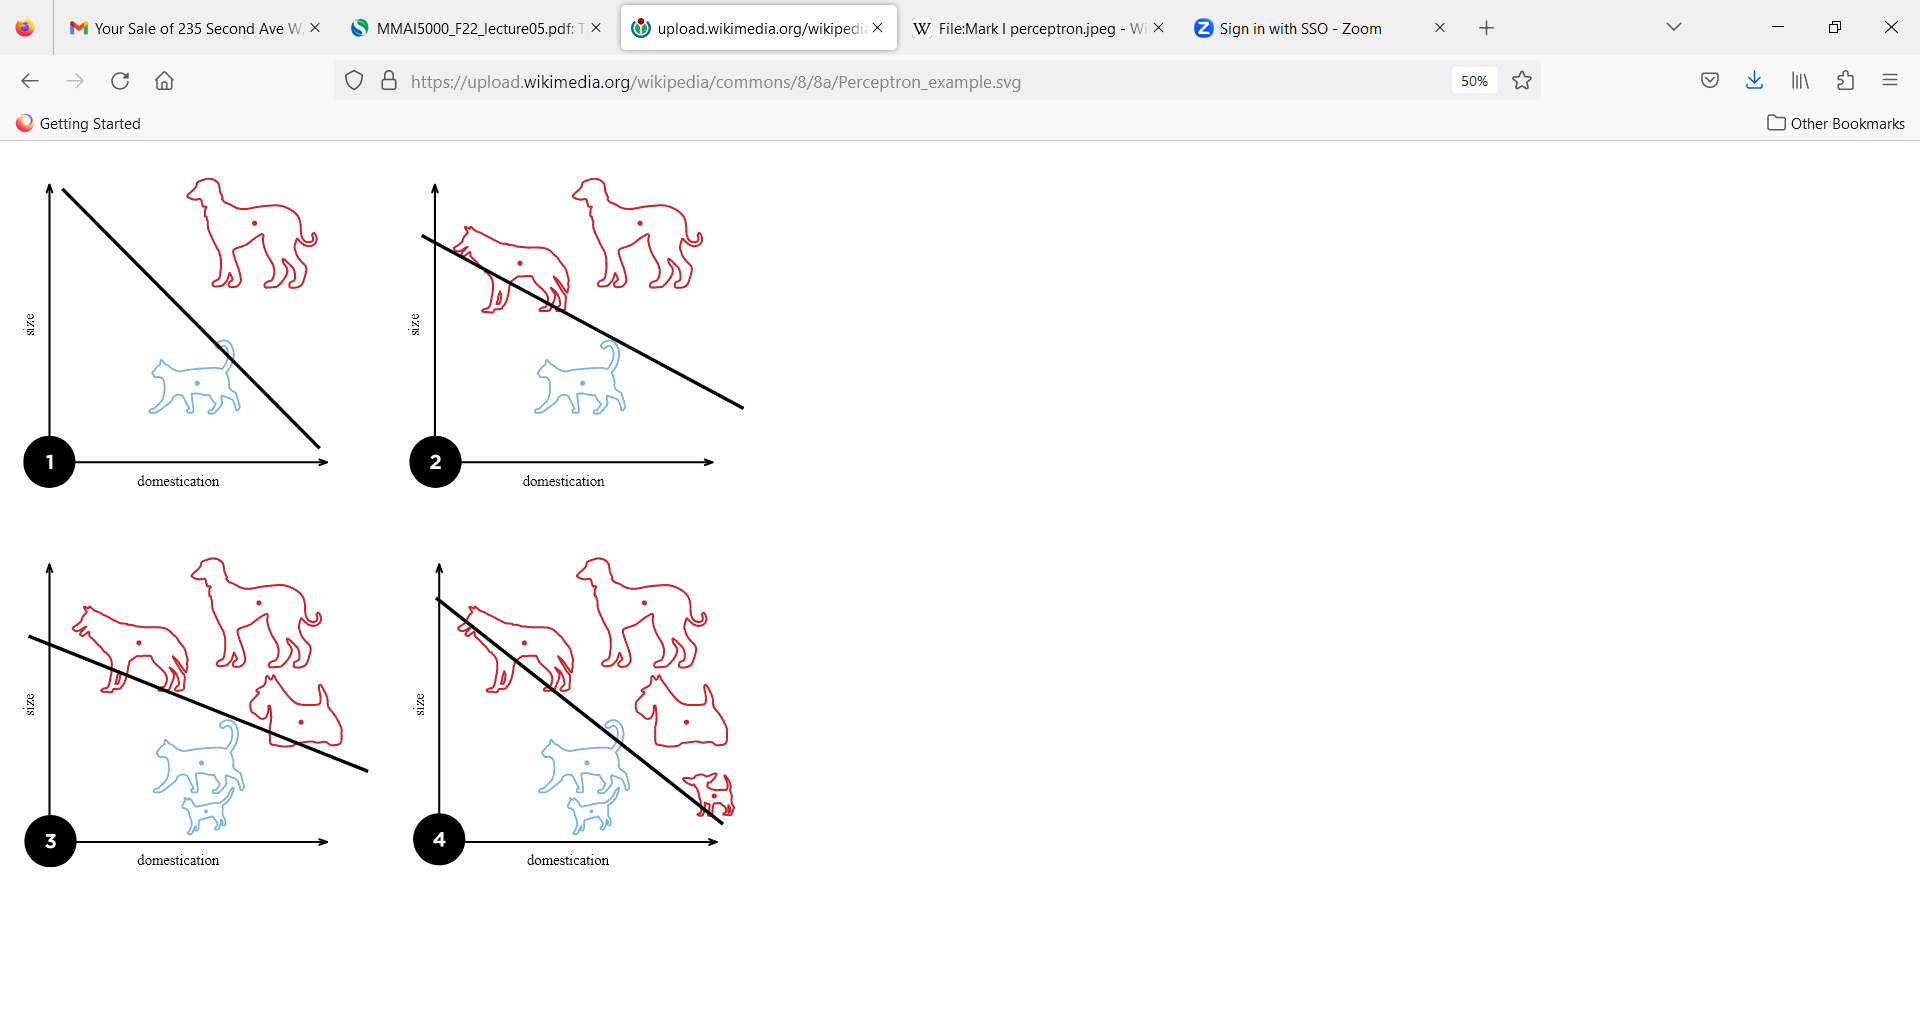 Your Sale of 235 Second Ave W,
MMAI5000_F22_lecture05.pdf: T
upload.wikimedia.org/wikipedia
File:Mark I perceptron.jpeg - Wi
Sign in with SSO - Zoom
https://upload.wikimedia.org/wikipedia/commons/8/8a/Perceptron_example.svg
50%
Getting Started
Other Bookmarks
size
1
domestication
size
2
domestication
size
3
domestication
size
4
domestication